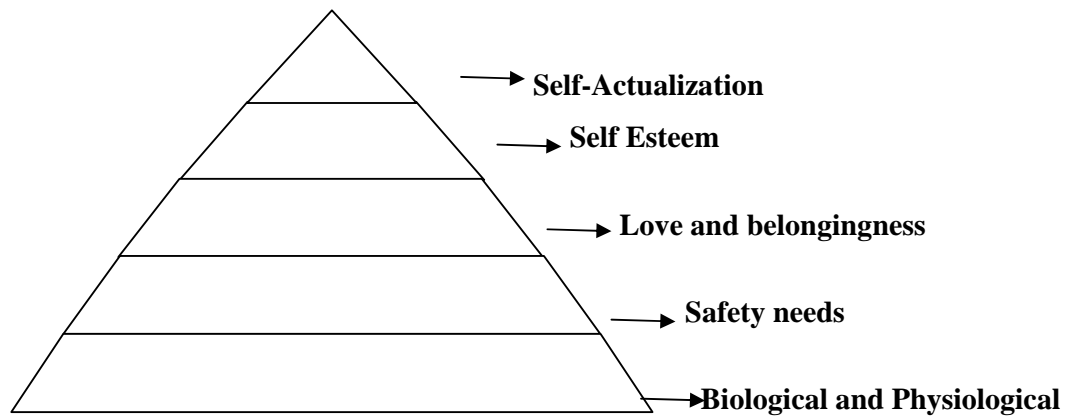 Self-Actualization
Self Esteem
Love and belongingness
Safety needs
Biological and Physiological